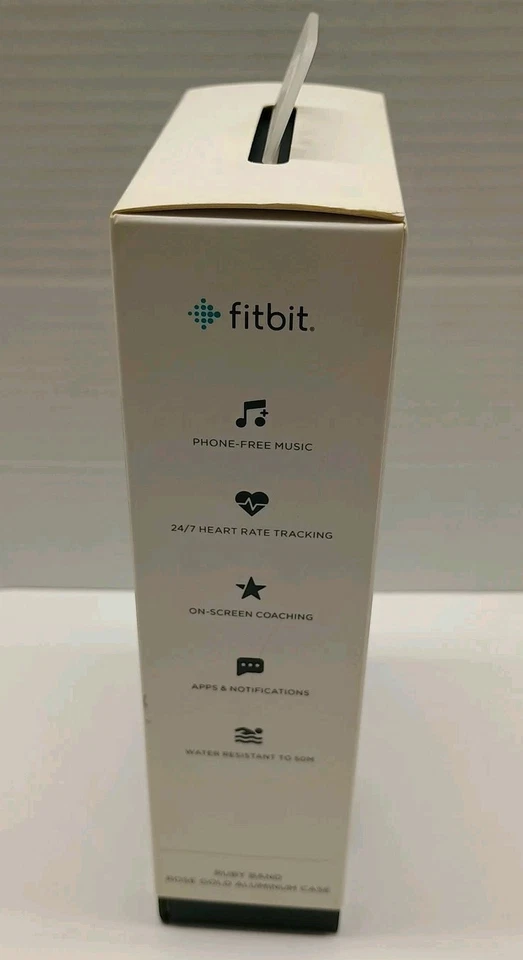 fitbit.
PHONE-FREE MUSIC
24/7 HEART RATE TRACKING
ON-SCREEN COACHING
APPS & NOTIFICATIONS
WATER RESISTANT TO 50M
RUBY BAND
ROSE GOLD ALUMINUM CASE